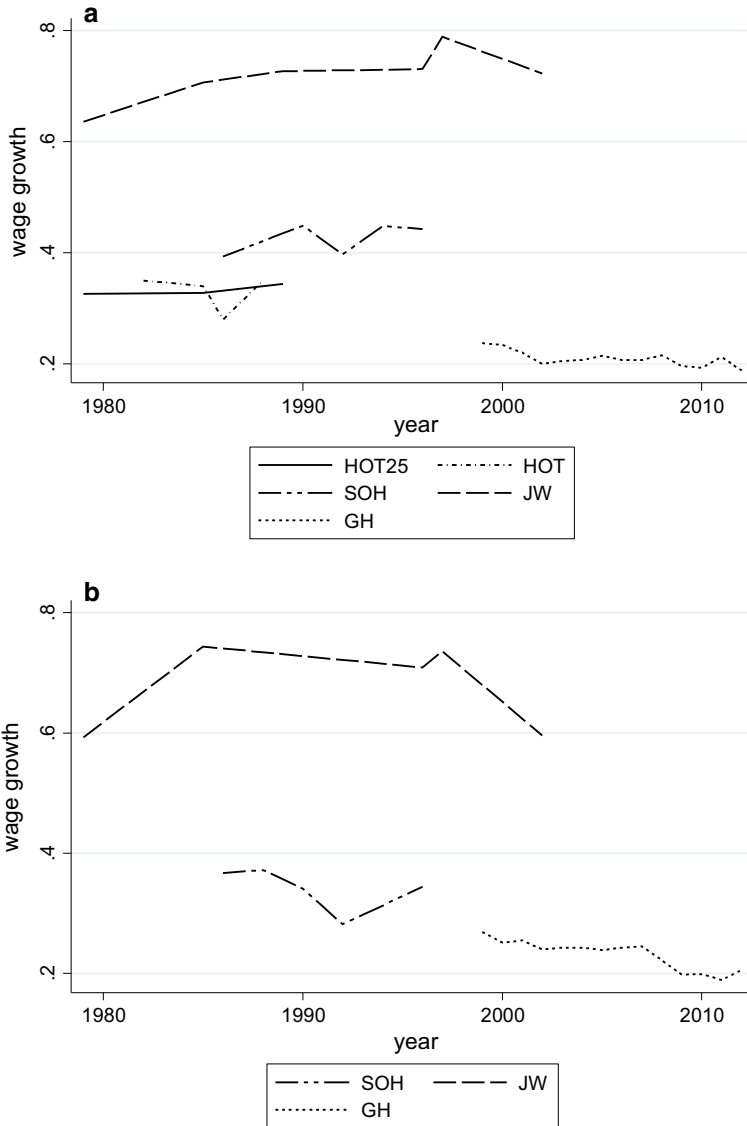 a
.8
.6
.4
.2
wage growth
1980 1990 2000 2010
year
HOT25 HOT
SOH JW
GH
b
.8
.6
.4
.2
wage growth
1980 1990 2000 2010
year
SOH JW
GH